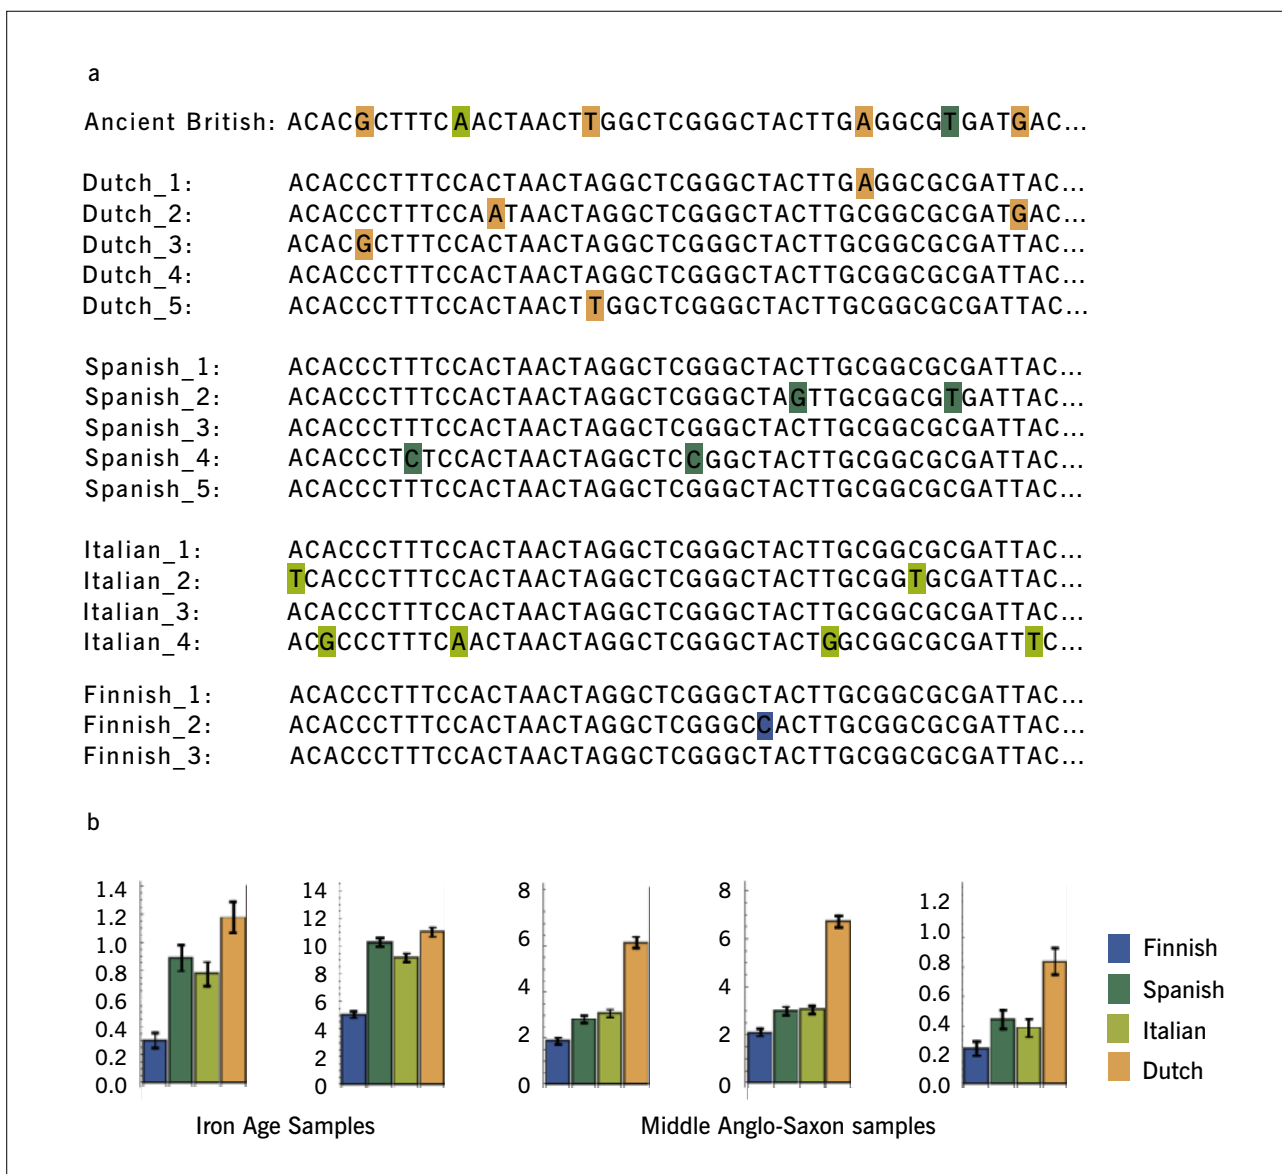 a
Ancient British: ACACGCTTTCAACTAACTTGGCTCGGGCTACTTGAGGCGTGATGAC...
Dutch_1: ACACCCTTTCCACTAACTAGGCTCGGGCTACTTGAGGCGCGATTAC...
Dutch_2: ACACCCTTTCCAATAACTAGGCTCGGGCTACTTGCGGCGCGATGAC...
Dutch_3: ACACGCTTTCCACTAACTAGGCTCGGGCTACTTGCGGCGCGATTAC...
Dutch_4: ACACCCTTTCCACTAACTAGGCTCGGGCTACTTGCGGCGCGATTAC...
Dutch_5: ACACCCTTTCCACTAACTTGGCTCGGGCTACTTGCGGCGCGATTAC...
Spanish_1: ACACCCTTTCCACTAACTAGGCTCGGGCTACTTGCGGCGCGATTAC...
Spanish_2: ACACCCTTTCCACTAACTAGGCTCGGGCTAGTTGCGGCGTGATTAC...
Spanish_3: ACACCCTTTCCACTAACTAGGCTCGGGCTACTTGCGGCGCGATTAC...
Spanish_4: ACACCCTCTCCACTAACTAGGCTCCGGCTACTTGCGGCGCGATTAC...
Spanish_5: ACACCCTTTCCACTAACTAGGCTCGGGCTACTTGCGGCGCGATTAC...
Italian_1: ACACCCTTTCCACTAACTAGGCTCGGGCTACTTGCGGCGCGATTAC...
Italian_2: TCACCCTTTCCACTAACTAGGCTCGGGCTACTTGCGGTGCGATTAC...
Italian_3: ACACCCTTTCCACTAACTAGGCTCGGGCTACTTGCGGCGCGATTAC...
Italian_4: ACGCCCTTTCAACTAACTAGGCTCGGGCTACTGGCGGCGCGATTTC...
Finnish_1: ACACCCTTTCCACTAACTAGGCTCGGGCTACTTGCGGCGCGATTAC...
Finnish_2: ACACCCTTTCCACTAACTAGGCTCGGGCCACTTGCGGCGCGATTAC...
Finnish_3: ACACCCTTTCCACTAACTAGGCTCGGGCTACTTGCGGCGCGATTAC...
b
1.4
1.2
1.0
0.8
0.6
0.4
0.2
0.0
14
12
10
8
6
4
2
0
8
6
4
2
0
8
6
4
2
0
1.2
1.0
0.8
0.6
0.4
0.2
0.0
Finnish
Spanish
Italian
Dutch
Iron Age Samples
Middle Anglo-Saxon samples